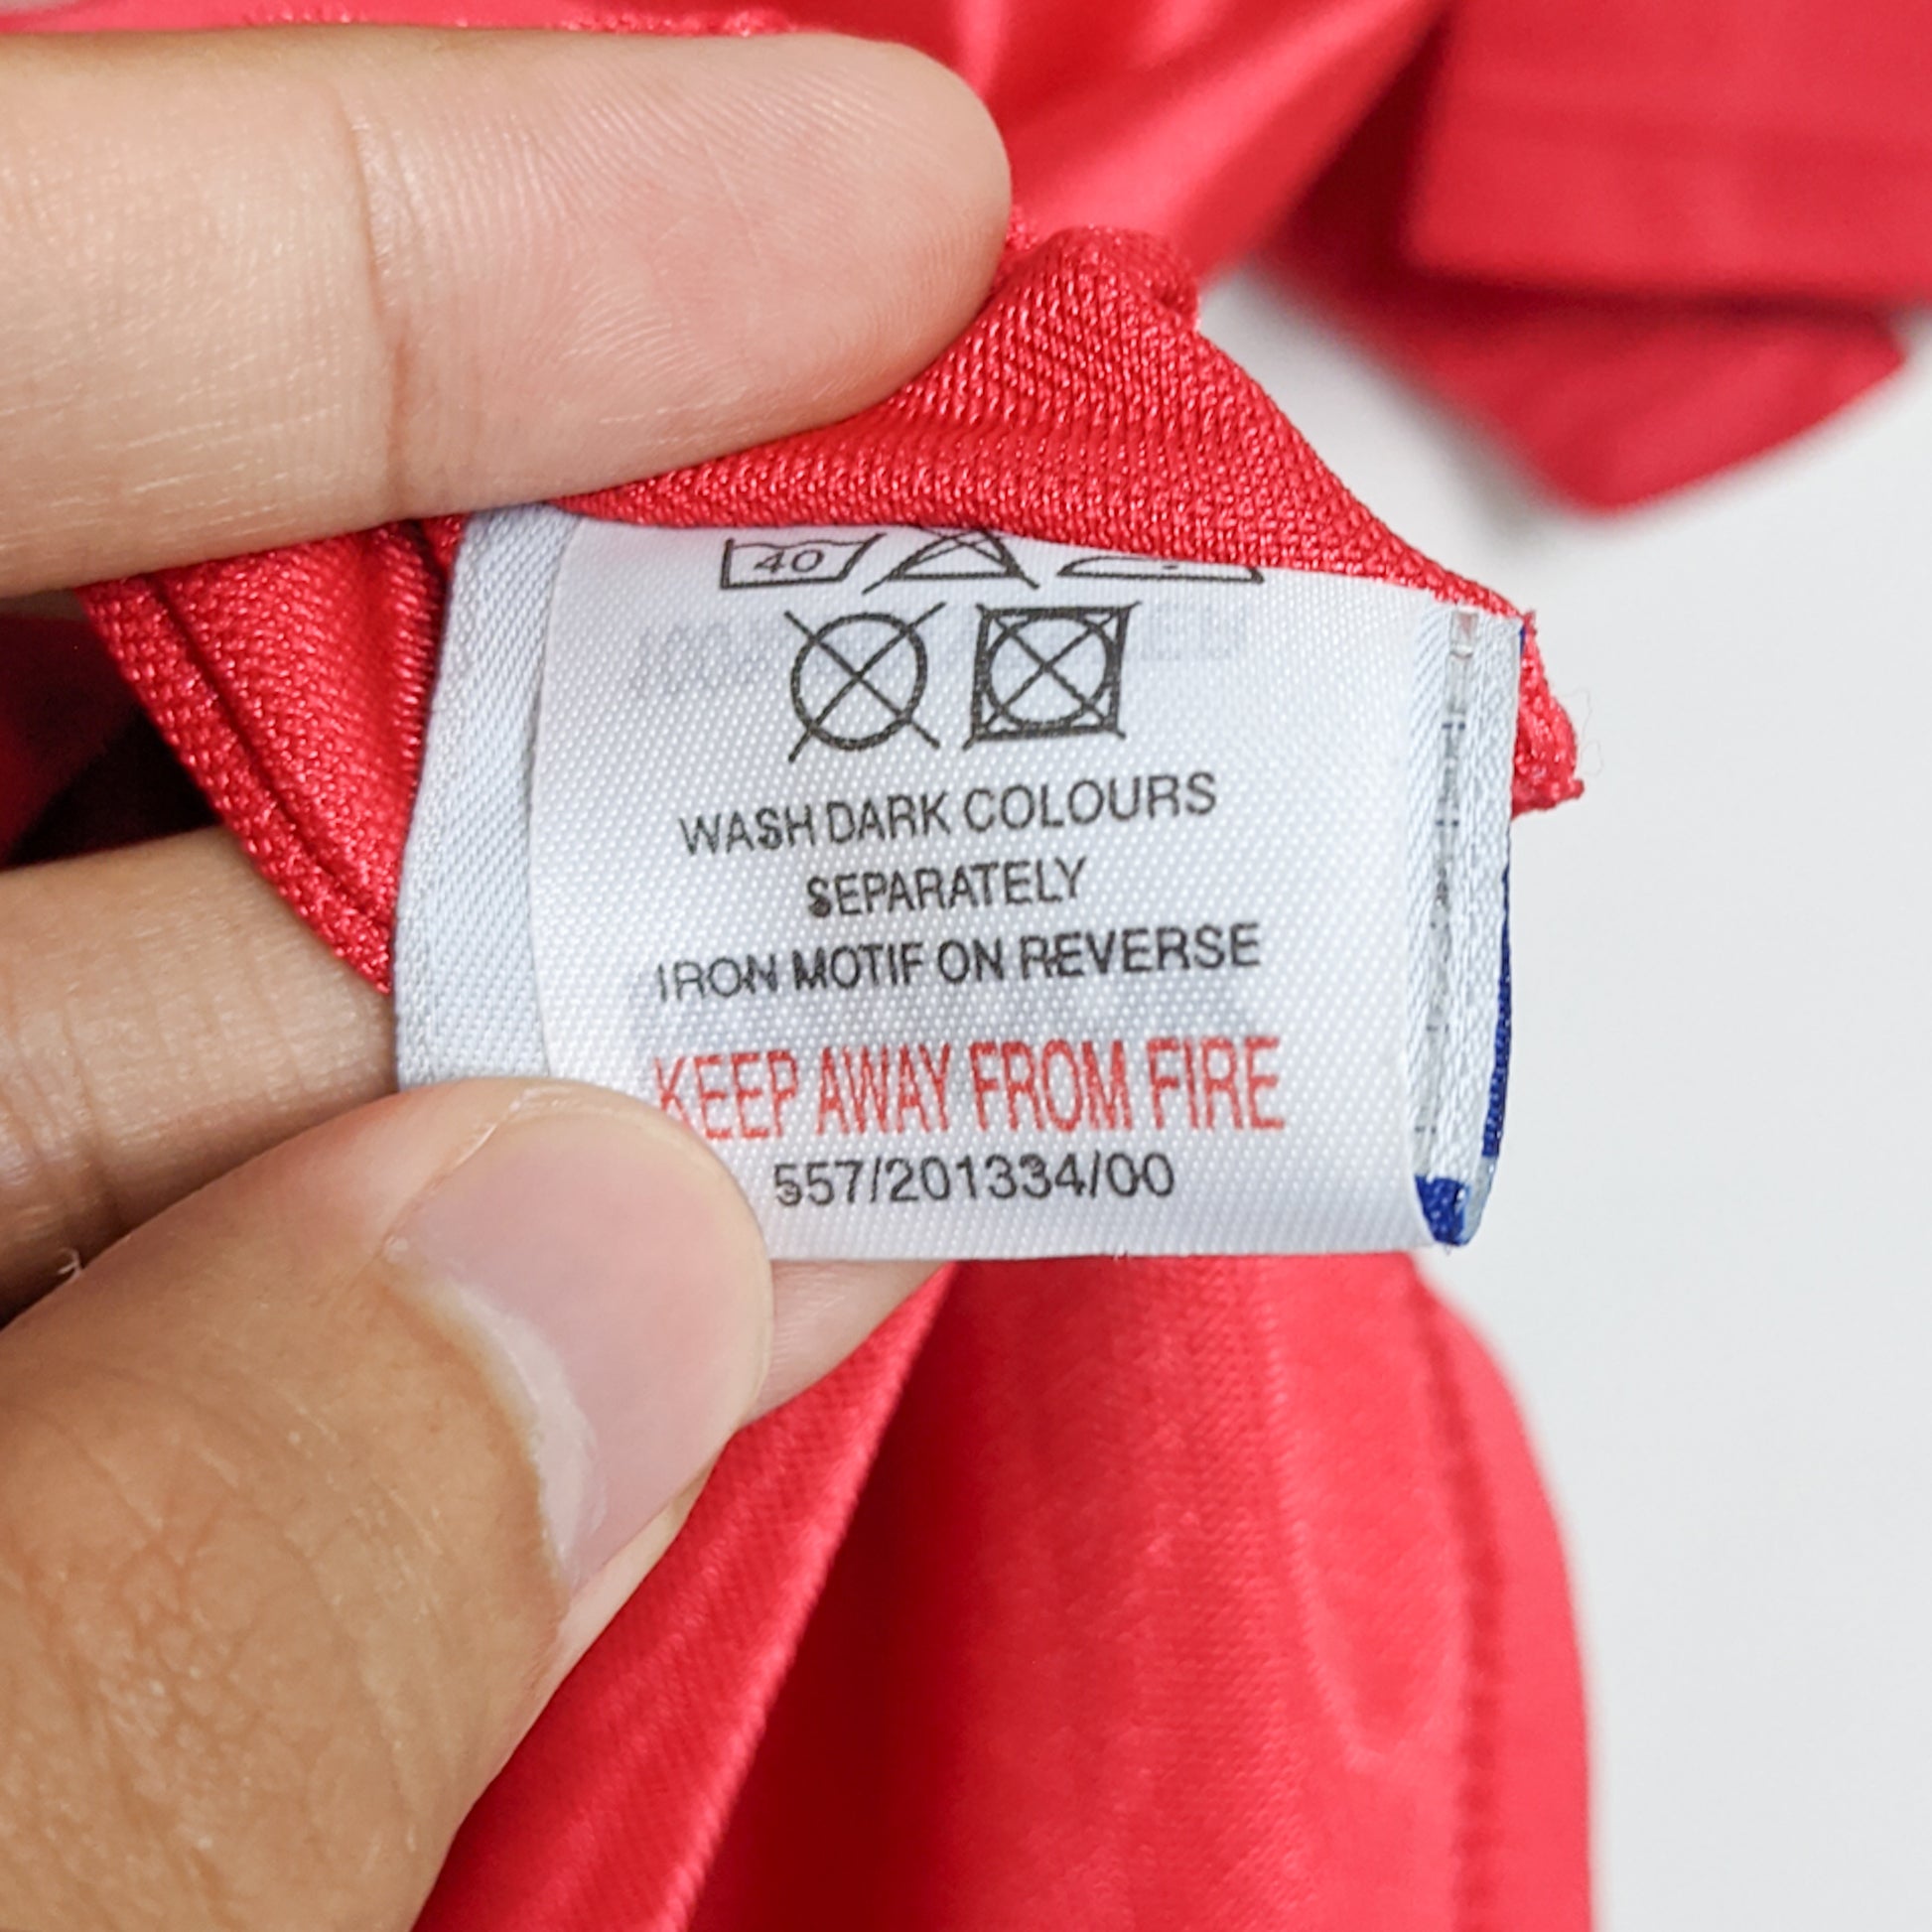 40
WASH DARK COLOURS
SEPARATELY
IRON MOTIF ON REVERSE
KEEP AWAY FROM FIRE
557/201334/00